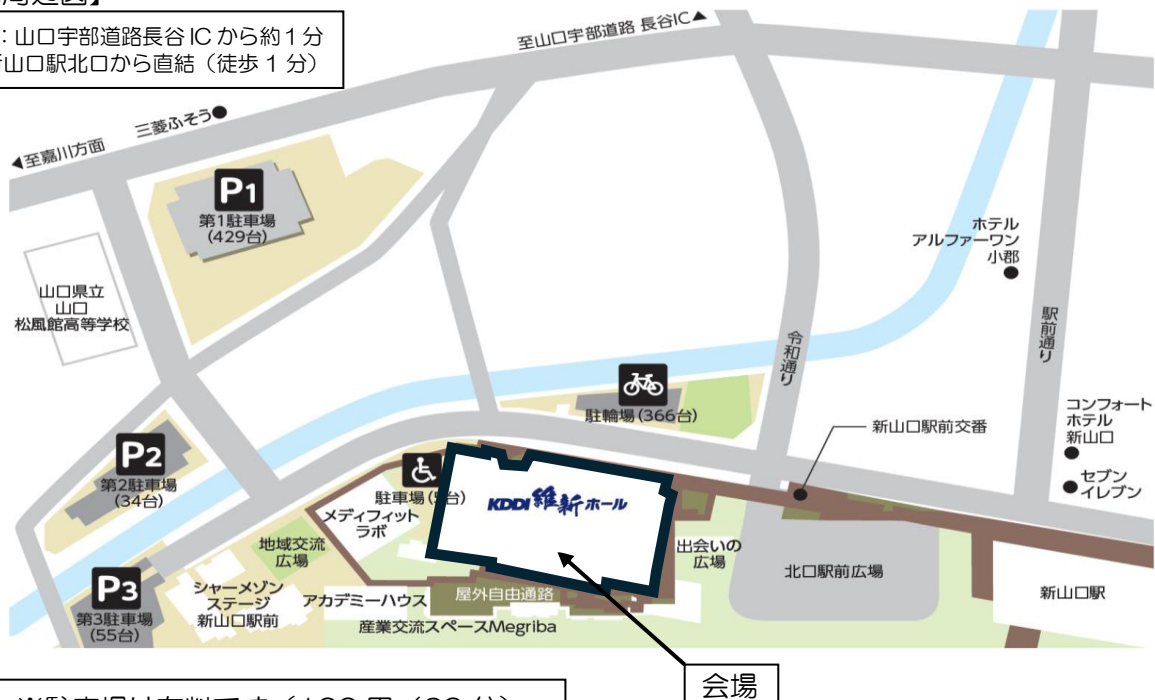 ：山口宇部道路長谷ICから約１分
山口駅北口から直結（徒歩１分）
至山口宇部道路 長谷IC▲
三菱ふそう●
◀至嘉川方面
P1
第1駐車場
(429台)
山口県立
山口
松風館高等学校
ホテル
アルファーワン
小郡
駅前通り
令和通り
駐輪場(366台)
新山口駅前交番
コンフォート
ホテル
新山口
セブン
イレブン
P2
第2駐車場
(34台)
駐車場(5台)
KDDI維新ホール
メディフィット
ラボ
地域交流
広場
出会いの
広場
北口駅前広場
新山口駅
P3
第3駐車場
(55台)
シャーメゾン
ステージ
新山口駅前
アカデミーハウス
屋外自由通路
産業交流スペースMegriba
会場